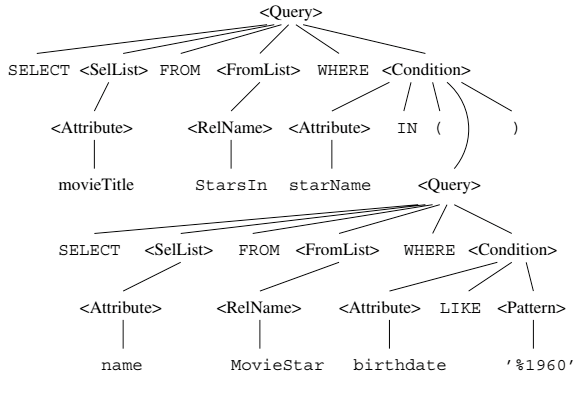 <Query>
SELECT <SelList> FROM <FromList> WHERE <Condition>
<Attribute> <RelName> <Attribute> IN ( )
movieTitle StarsIn starName <Query>
SELECT <SelList> FROM <FromList> WHERE <Condition>
<Attribute> <RelName> <Attribute> LIKE <Pattern>
name MovieStar birthdate '%1960'